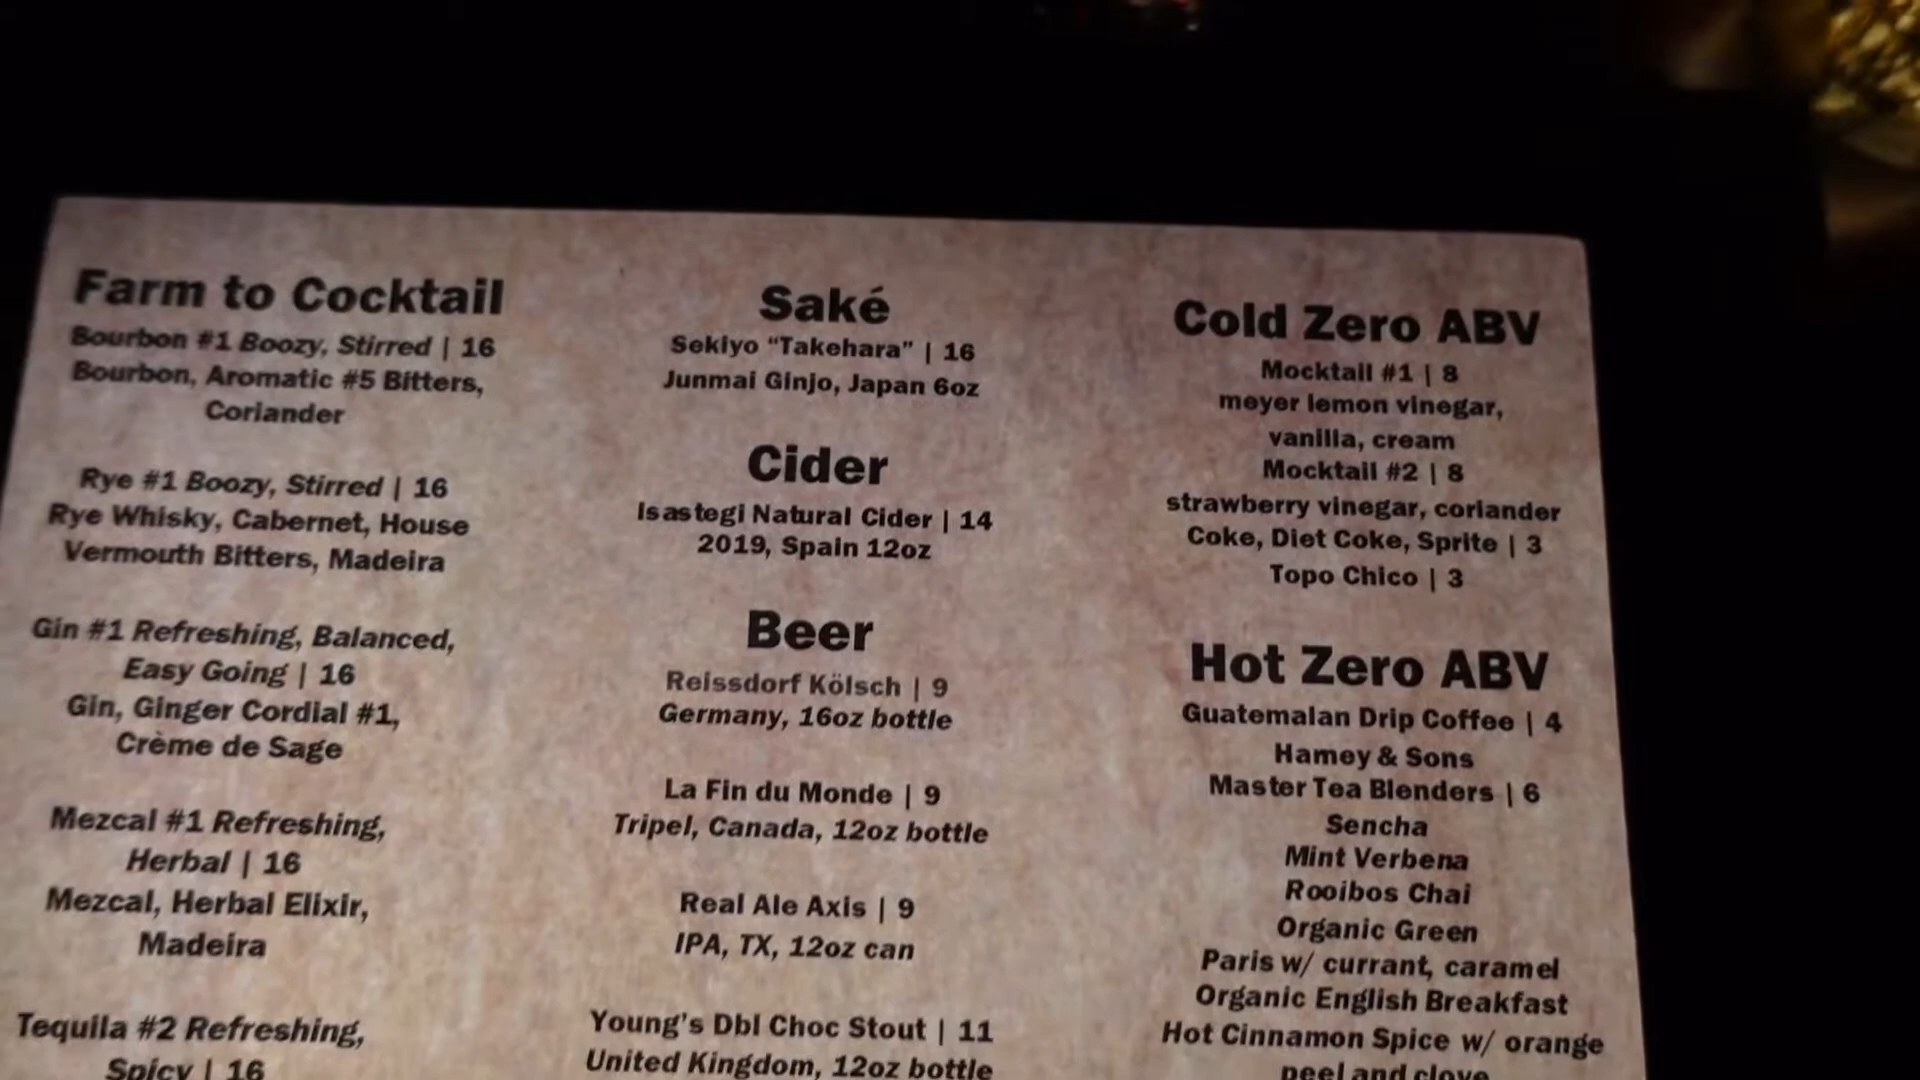 Farm to Cocktail
Bourbon #1 Boozy, Stirred | 16
Bourbon, Aromatic #5 Bitters,
Coriander
Rye #1 Boozy, Stirred | 16
Rye Whisky, Cabernet, House
Vermouth Bitters, Madeira
Gin #1 Refreshing, Balanced,
Easy Going | 16
Gin, Ginger Cordial #1,
Crème de Sage
Mezcal #1 Refreshing,
Herbal | 16
Mezcal, Herbal Elixir,
Madeira
Tequila #2 Refreshing,
Spicy | 16
Saké
Sekiyo “Takehara” | 16
Junmai Ginjo, Japan 6oz
Cider
Isastegi Natural Cider | 14
2019, Spain 12oz
Beer
Reissdorf Kölsch | 9
Germany, 16oz bottle
La Fin du Monde | 9
Tripel, Canada, 12oz bottle
Real Ale Axis | 9
IPA, TX, 12oz can
Young's Dbl Choc Stout | 11
United Kingdom, 12oz bottle
Cold Zero ABV
Mocktail #1 | 8
meyer lemon vinegar,
vanilla, cream
Mocktail #2 | 8
strawberry vinegar, coriander
Coke, Diet Coke, Sprite | 3
Topo Chico | 3
Hot Zero ABV
Guatemalan Drip Coffee | 4
Hamey & Sons
Master Tea Blenders | 6
Sencha
Mint Verbena
Rooibos Chai
Organic Green
Paris w/ currant, caramel
Organic English Breakfast
Hot Cinnamon Spice w/ orange
peel and clove